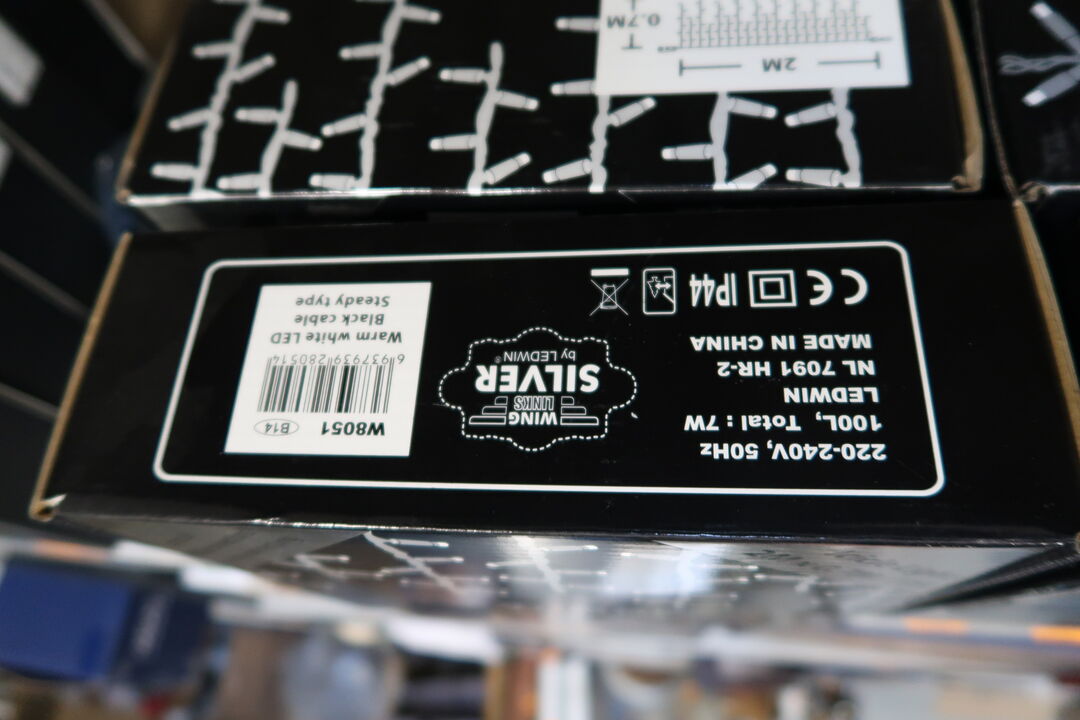 220-240V, 50Hz
100L, Total : 7W
LEDWIN
NL 7091 HR-2
MADE IN CHINA
CE IP44
WING
LINKS
SILVER
by LEDWIN®
W8051 B14
6937939280514
Warm white LED
Black cable
Steady type
2M
0.7M